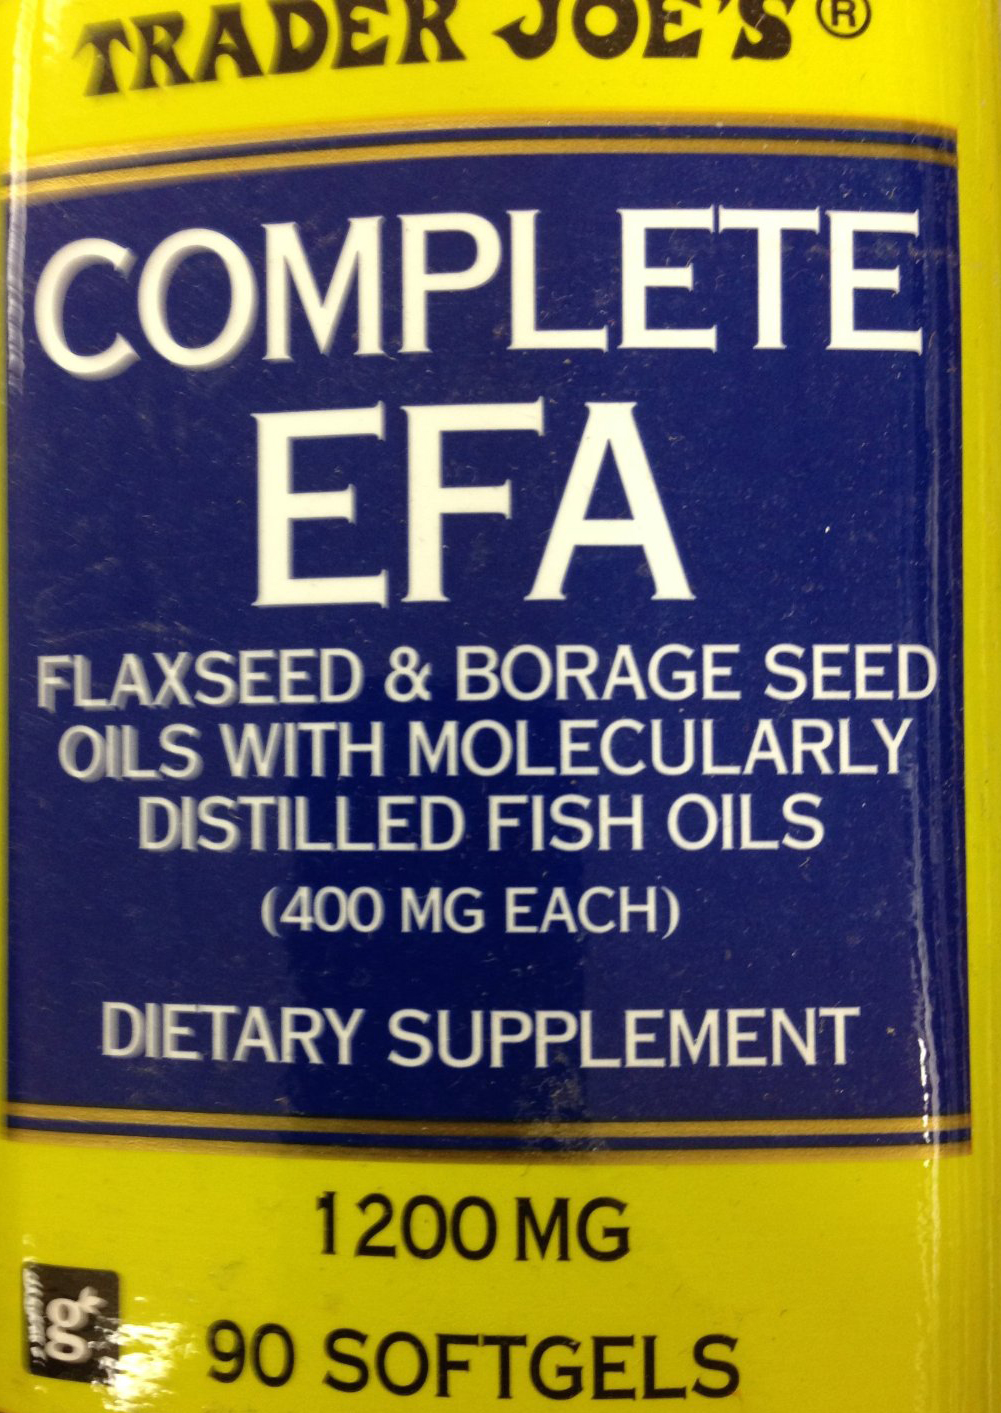 TRADER JOE'S®
COMPLETE
EFA
FLAXSEED & BORAGE SEED
OILS WITH MOLECULARLY
DISTILLED FISH OILS
(400 MG EACH)
DIETARY SUPPLEMENT
1200 MG
g
90 SOFTGELS